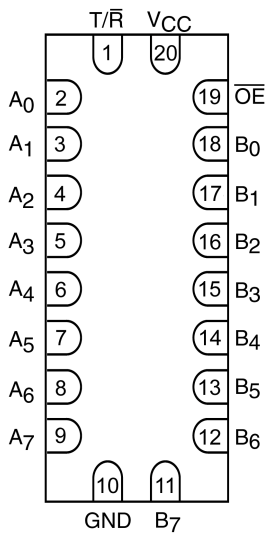 T/R̅ VCC
1 20
A0 2 19 O̅E̅
A1 3 18 B0
A2 4 17 B1
A3 5 16 B2
A4 6 15 B3
A5 7 14 B4
A6 8 13 B5
A7 9 12 B6
10 11
GND B7